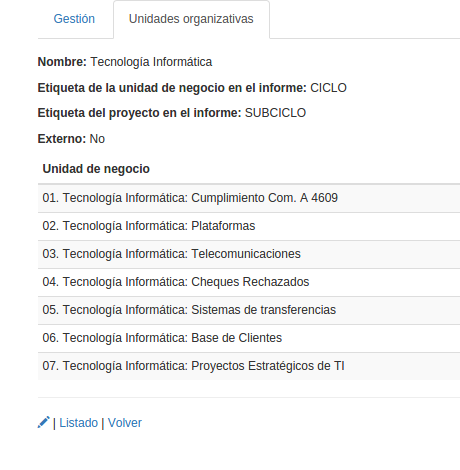 Gestión Unidades organizativas
Nombre: Tecnología Informática
Etiqueta de la unidad de negocio en el informe: CICLO
Etiqueta del proyecto en el informe: SUBCICLO
Externo: No
Unidad de negocio
01. Tecnología Informática: Cumplimiento Com. A 4609
02. Tecnología Informática: Plataformas
03. Tecnología Informática: Telecomunicaciones
04. Tecnología Informática: Cheques Rechazados
05. Tecnología Informática: Sistemas de transferencias
06. Tecnología Informática: Base de Clientes
07. Tecnología Informática: Proyectos Estratégicos de TI
| Listado | Volver